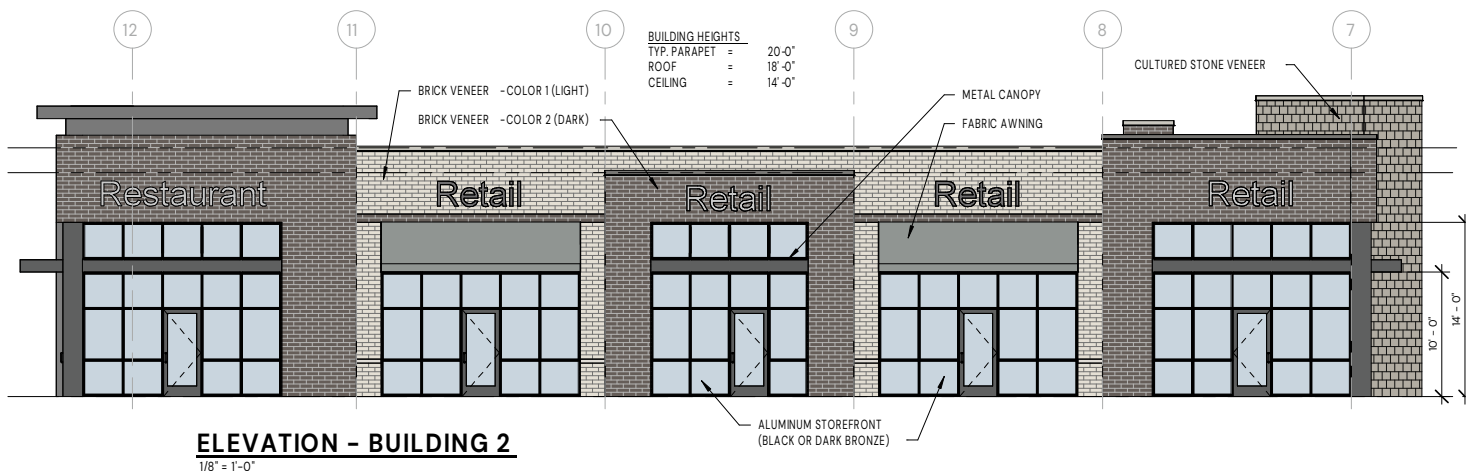 12 11 10 9 8 7
BUILDING HEIGHTS
TYP. PARAPET = 20'-0"
ROOF = 18'-0"
CEILING = 14'-0"
CULTURED STONE VENEER
BRICK VENEER - COLOR 1 (LIGHT)
METAL CANOPY
BRICK VENEER - COLOR 2 (DARK)
FABRIC AWNING
Restaurant Retail Retail Retail Retail
10' - 0"
14' - 0"
ALUMINUM STOREFRONT
(BLACK OR DARK BRONZE)
ELEVATION - BUILDING 2
1/8" = 1'-0"